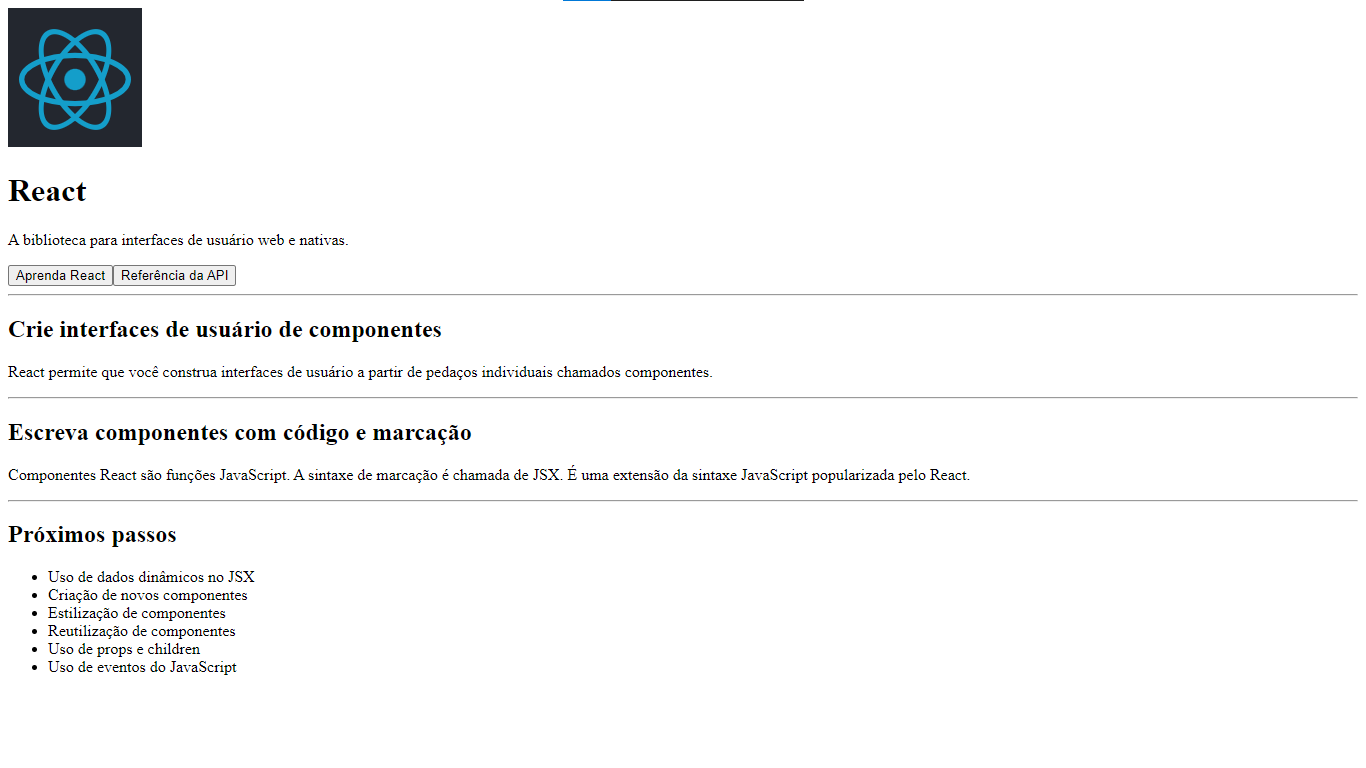 React
A biblioteca para interfaces de usuário web e nativas.
Aprenda React Referência da API
Crie interfaces de usuário de componentes
React permite que você construa interfaces de usuário a partir de pedaços individuais chamados componentes.
Escreva componentes com código e marcação
Componentes React são funções JavaScript. A sintaxe de marcação é chamada de JSX. É uma extensão da sintaxe JavaScript popularizada pelo React.
Próximos passos
Uso de dados dinâmicos no JSX
Criação de novos componentes
Estilização de componentes
Reutilização de componentes
Uso de props e children
Uso de eventos do JavaScript